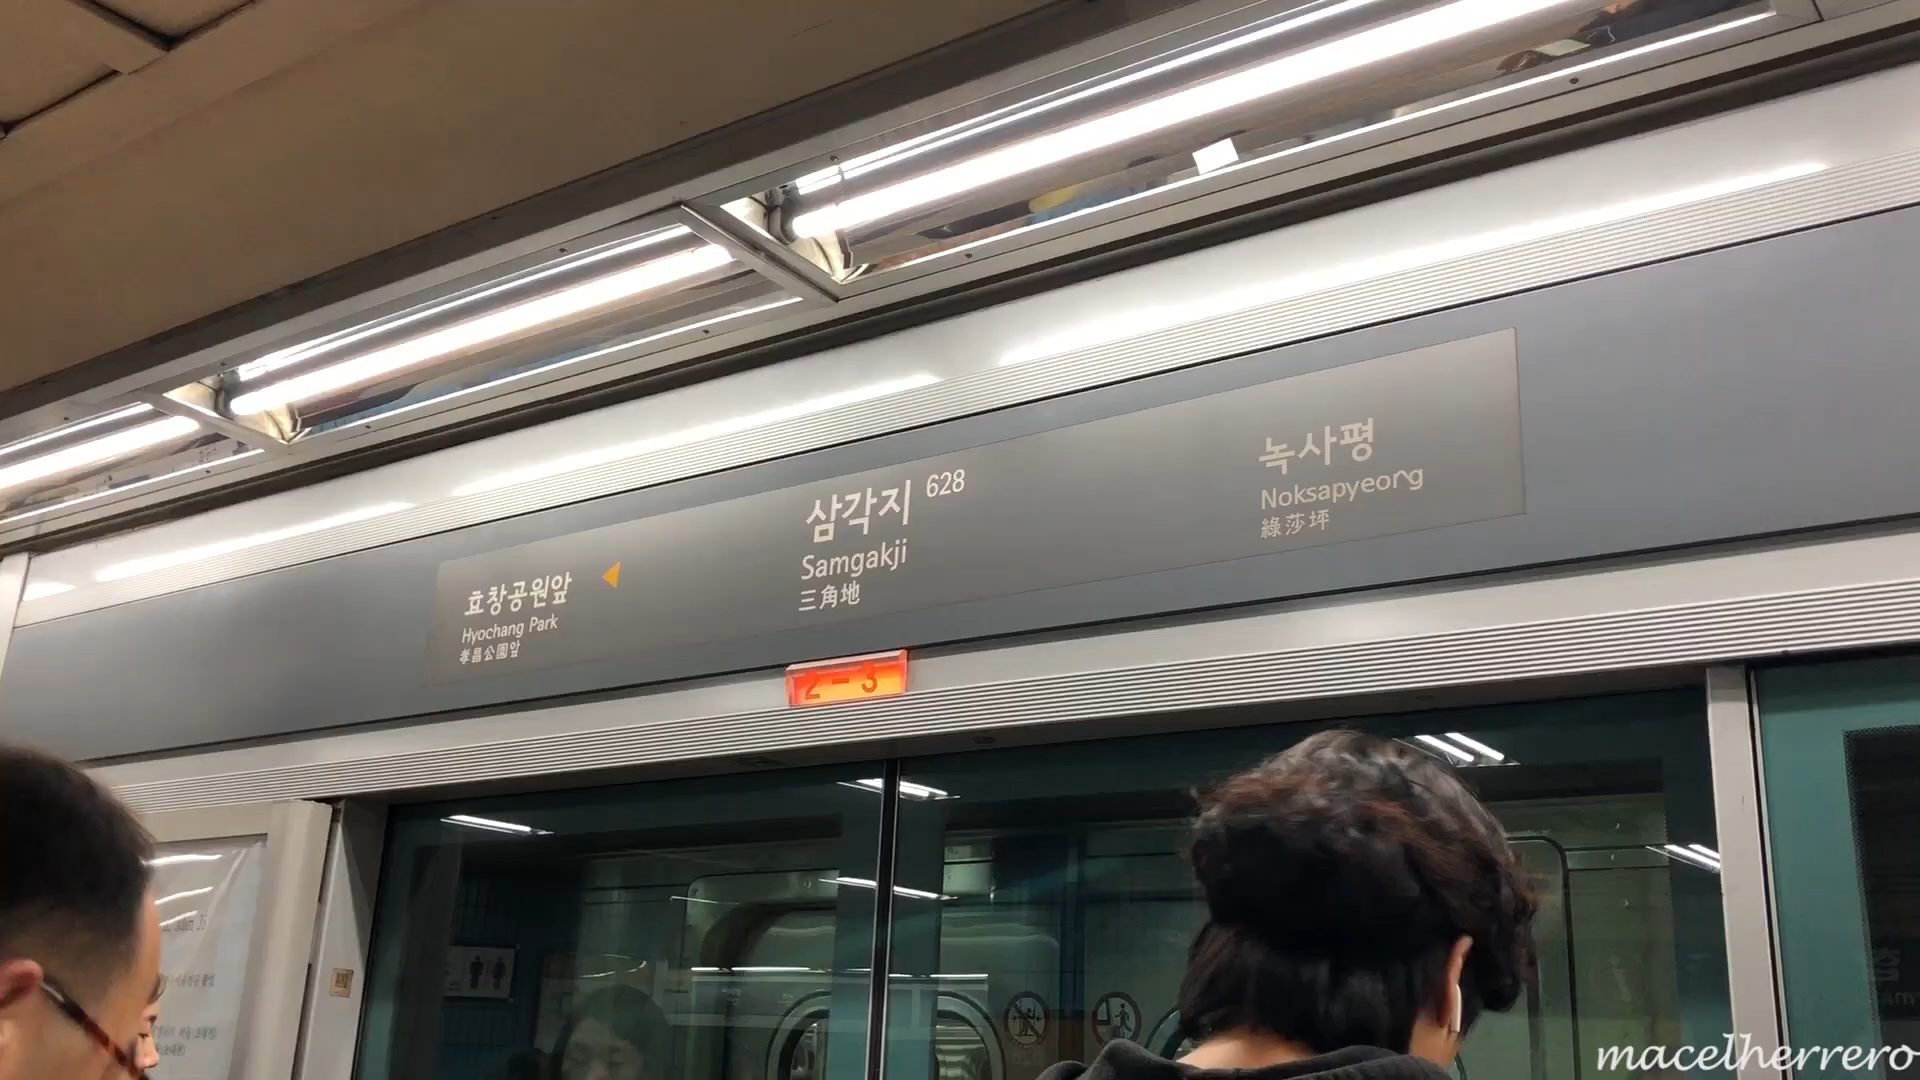 효창공원앞
Hyochang Park
孝昌公園앞
삼각지 628
Samgakji
三角地
녹사평
Noksapyeong
綠莎坪
2-3
macelherrero